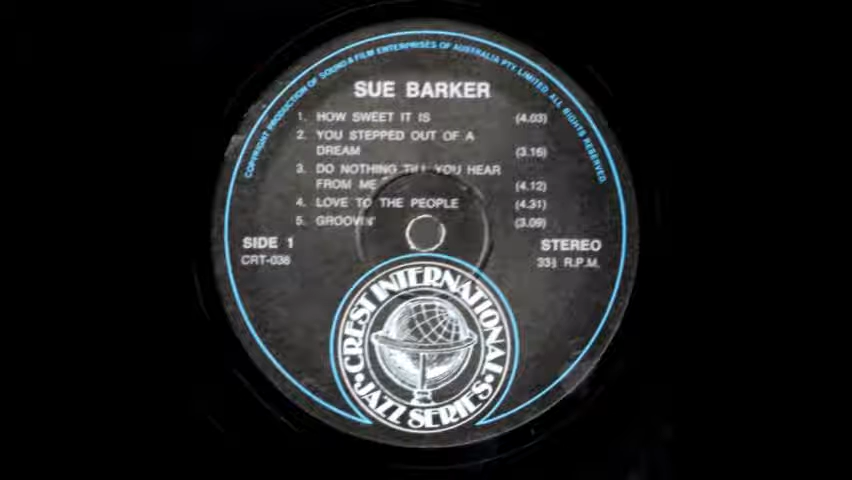 COPYRIGHT PRODUCTION OF SOUND & FILM ENTERPRISES OF AUSTRALIA PTY. LIMITED. ALL RIGHTS RESERVED.
SUE BARKER
1. HOW SWEET IT IS (4.03)
2. YOU STEPPED OUT OF A
DREAM (3.16)
3. DO NOTHING TILL YOU HEAR
FROM ME (4.12)
4. LOVE TO THE PEOPLE (4.31)
5. GROOVIN' (3.09)
SIDE 1 STEREO
CRT-036 33⅓ R.P.M.
CREST INTERNATIONAL
• JAZZ SERIES •